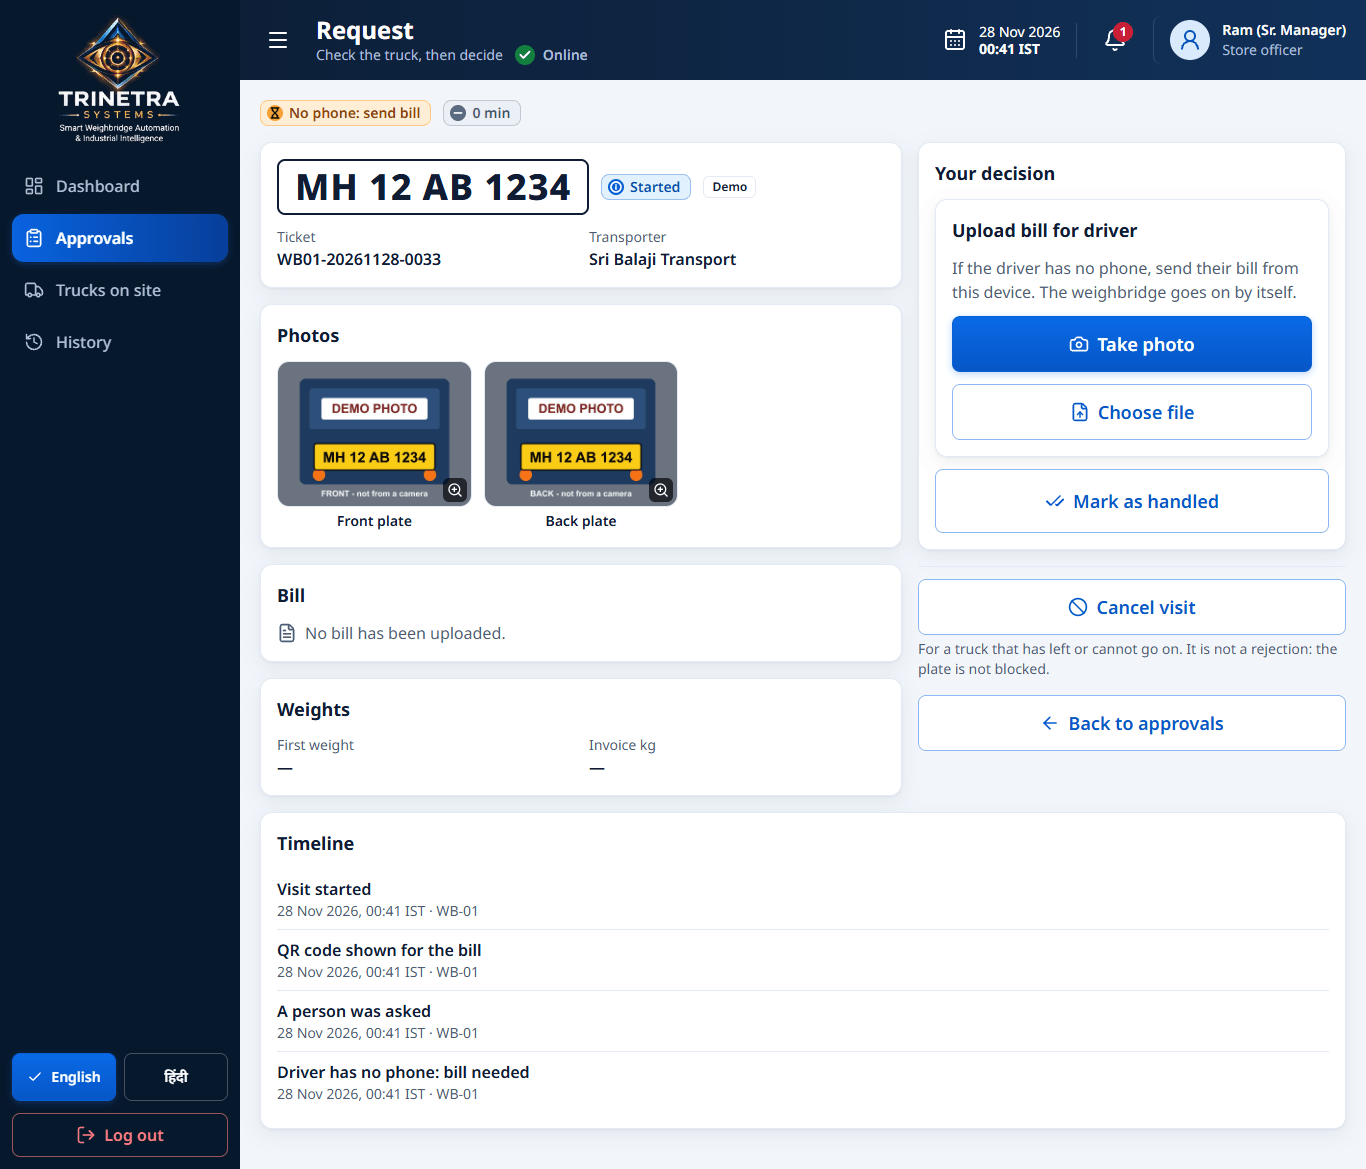 TRINETRA
SYSTEMS
Smart Weighbridge Automation
& Industrial Intelligence
Dashboard
Approvals
Trucks on site
History
English
हिंदी
Log out
Request
Check the truck, then decide
Online
28 Nov 2026
00:41 IST
1
Ram (Sr. Manager)
Store officer
No phone: send bill
0 min
MH 12 AB 1234
Started
Demo
Ticket
WB01-20261128-0033
Transporter
Sri Balaji Transport
Photos
DEMO PHOTO
MH 12 AB 1234
FRONT - not from a camera
Front plate
DEMO PHOTO
MH 12 AB 1234
BACK - not from a camera
Back plate
Bill
No bill has been uploaded.
Weights
First weight
—
Invoice kg
—
Your decision
Upload bill for driver
If the driver has no phone, send their bill from
this device. The weighbridge goes on by itself.
Take photo
Choose file
Mark as handled
Cancel visit
For a truck that has left or cannot go on. It is not a rejection: the
plate is not blocked.
Back to approvals
Timeline
Visit started
28 Nov 2026, 00:41 IST · WB-01
QR code shown for the bill
28 Nov 2026, 00:41 IST · WB-01
A person was asked
28 Nov 2026, 00:41 IST · WB-01
Driver has no phone: bill needed
28 Nov 2026, 00:41 IST · WB-01